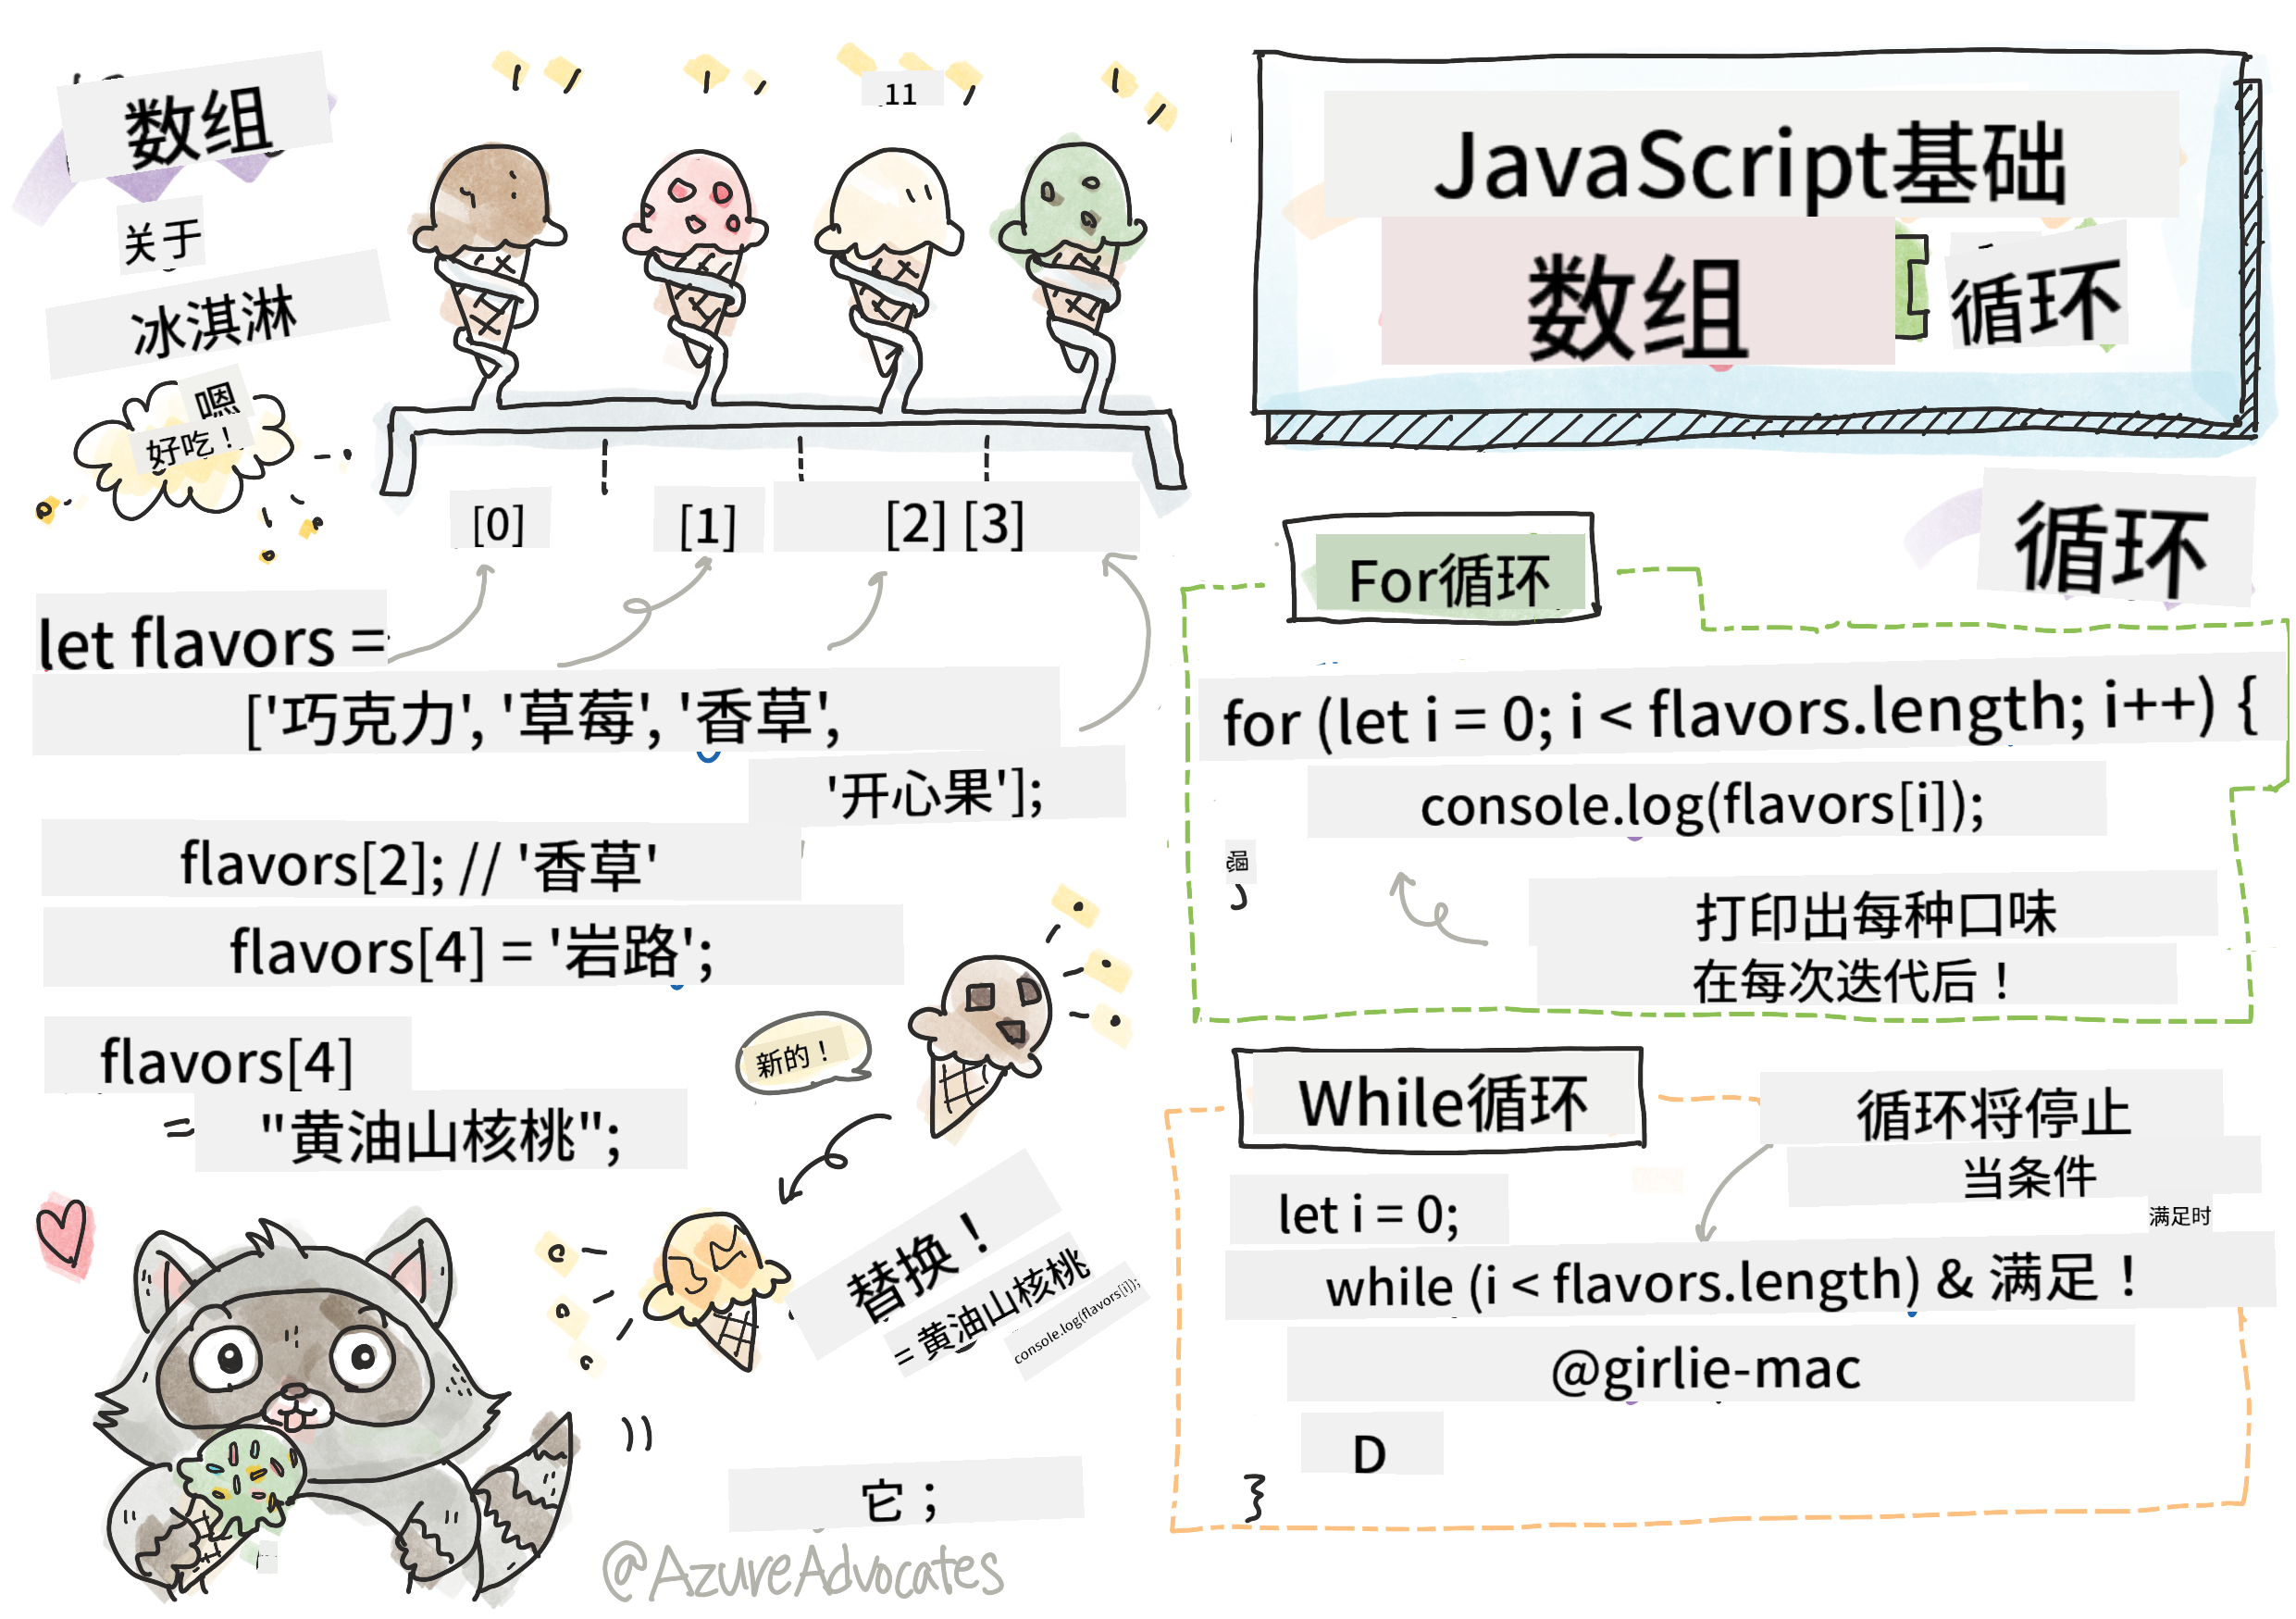 数组
关于
冰淇淋
嗯
好吃！
11
[0]
[1]
[2] [3]
let flavors =
['巧克力', '草莓', '香草',
'开心果'];
flavors[2]; // '香草'
flavors[4] = '岩路';
flavors[4]
=
"黄油山核桃";
新的！
替换！
= 黄油山核桃
console.log(flavors[i]);
它；
@AzureAdvocates
JavaScript基础
数组
循环
循环
For循环
for (let i = 0; i < flavors.length; i++) {
console.log(flavors[i]);
打印出每种口味
在每次迭代后！
While循环
循环将停止
当条件
满足时
let i = 0;
while (i < flavors.length) & 满足！
@girlie-mac
D
}